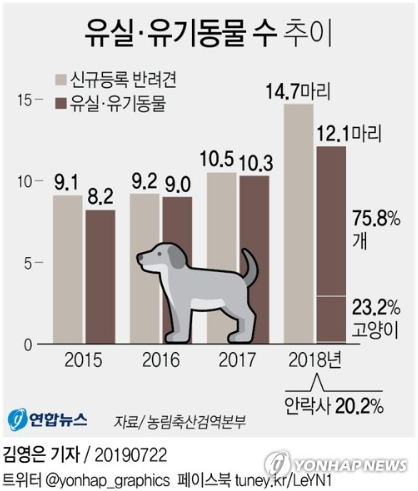 유실·유기동물 수 추이
신규등록 반려견
유실·유기동물
15
10
5
0
9.1
8.2
9.2
9.0
10.5
10.3
14.7마리
12.1마리
75.8%
개
23.2%
고양이
2015
2016
2017
2018년
안락사 20.2%
연합뉴스
자료/농림축산검역본부
김영은 기자 / 20190722
트위터 @yonhap_graphics 페이스북 tuney.kr/LeYN1
YONHAP NEWS